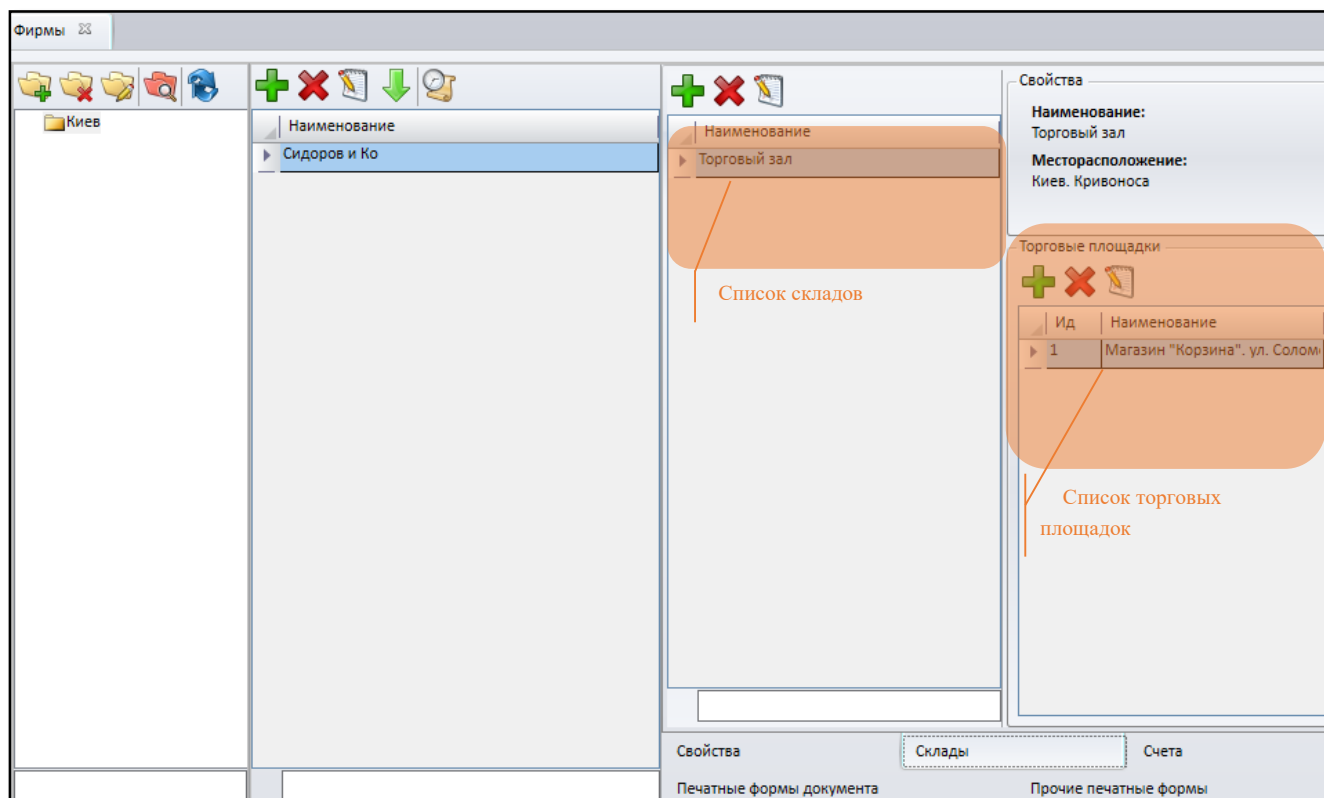 Фирмы
Киев
Наименование
Сидоров и Ко
Наименование
Торговый зал
Список складов
Свойства
Наименование:
Торговый зал
Месторасположение:
Киев. Кривоноса
Торговые площадки
Ид Наименование
1 Магазин "Корзина". ул.
Список торговых
площадок
Свойства Склады Счета
Печатные формы документа Прочие печатные формы